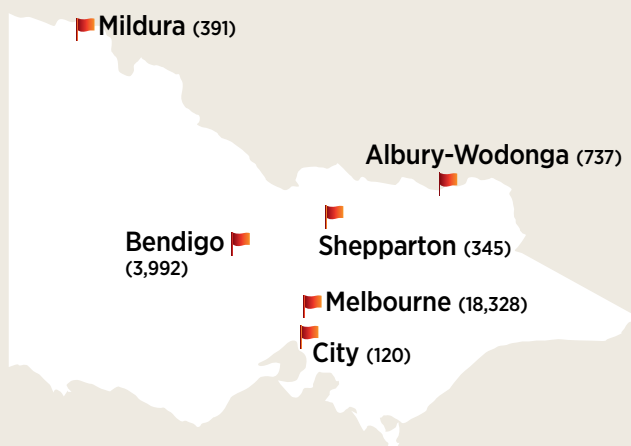 Mildura (391)
Albury-Wodonga (737)
Bendigo
(3,992)
Shepparton (345)
Melbourne (18,328)
City (120)